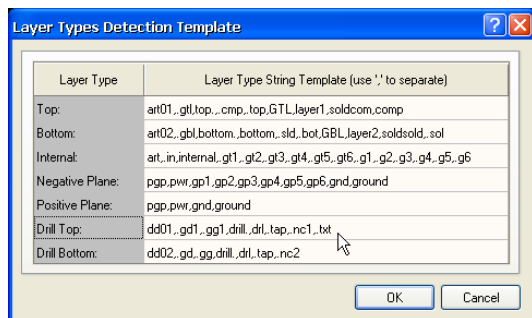 Layer Types Detection Template
Layer Type Layer Type String Template (use ',' to separate)
Top: art01,.gtl,top.,.cmp,.top,GTL,layer1,soldcom,comp
Bottom: art02,.gbl,bottom.,bottom,.sld,.bot,GBL,layer2,soldsold,.sol
Internal: art,.in,internal,.gt1,.gt2,.gt3,.gt4,.gt5,.gt6,.g1,.g2,.g3,.g4,.g5,.g6
Negative Plane: pgp,pwr,gp1,gp2,gp3,gp4,gp5,gp6,gnd,ground
Positive Plane: pgp,pwr,gnd,ground
Drill Top: dd01,.gd1,.gg1,drill,.drl,.tap,.nc1,.txt
Drill Bottom: dd02,.gd,.gg,drill.,drl,.tap,.nc2
OK Cancel